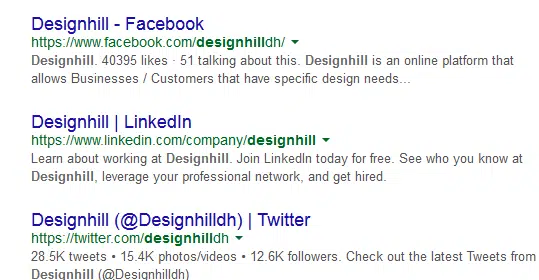 Designhill - Facebook
https://www.facebook.com/designhilldh/
Designhill. 40395 likes · 51 talking about this. Designhill is an online platform that
allows Businesses / Customers that have specific design needs...
Designhill | LinkedIn
https://www.linkedin.com/company/designhill
Learn about working at Designhill. Join LinkedIn today for free. See who you know at
Designhill, leverage your professional network, and get hired.
Designhill (@Designhilldh) | Twitter
https://twitter.com/designhilldh
28.5K tweets • 15.4K photos/videos • 12.6K followers. Check out the latest Tweets from
Designhill (@Designhilldh)